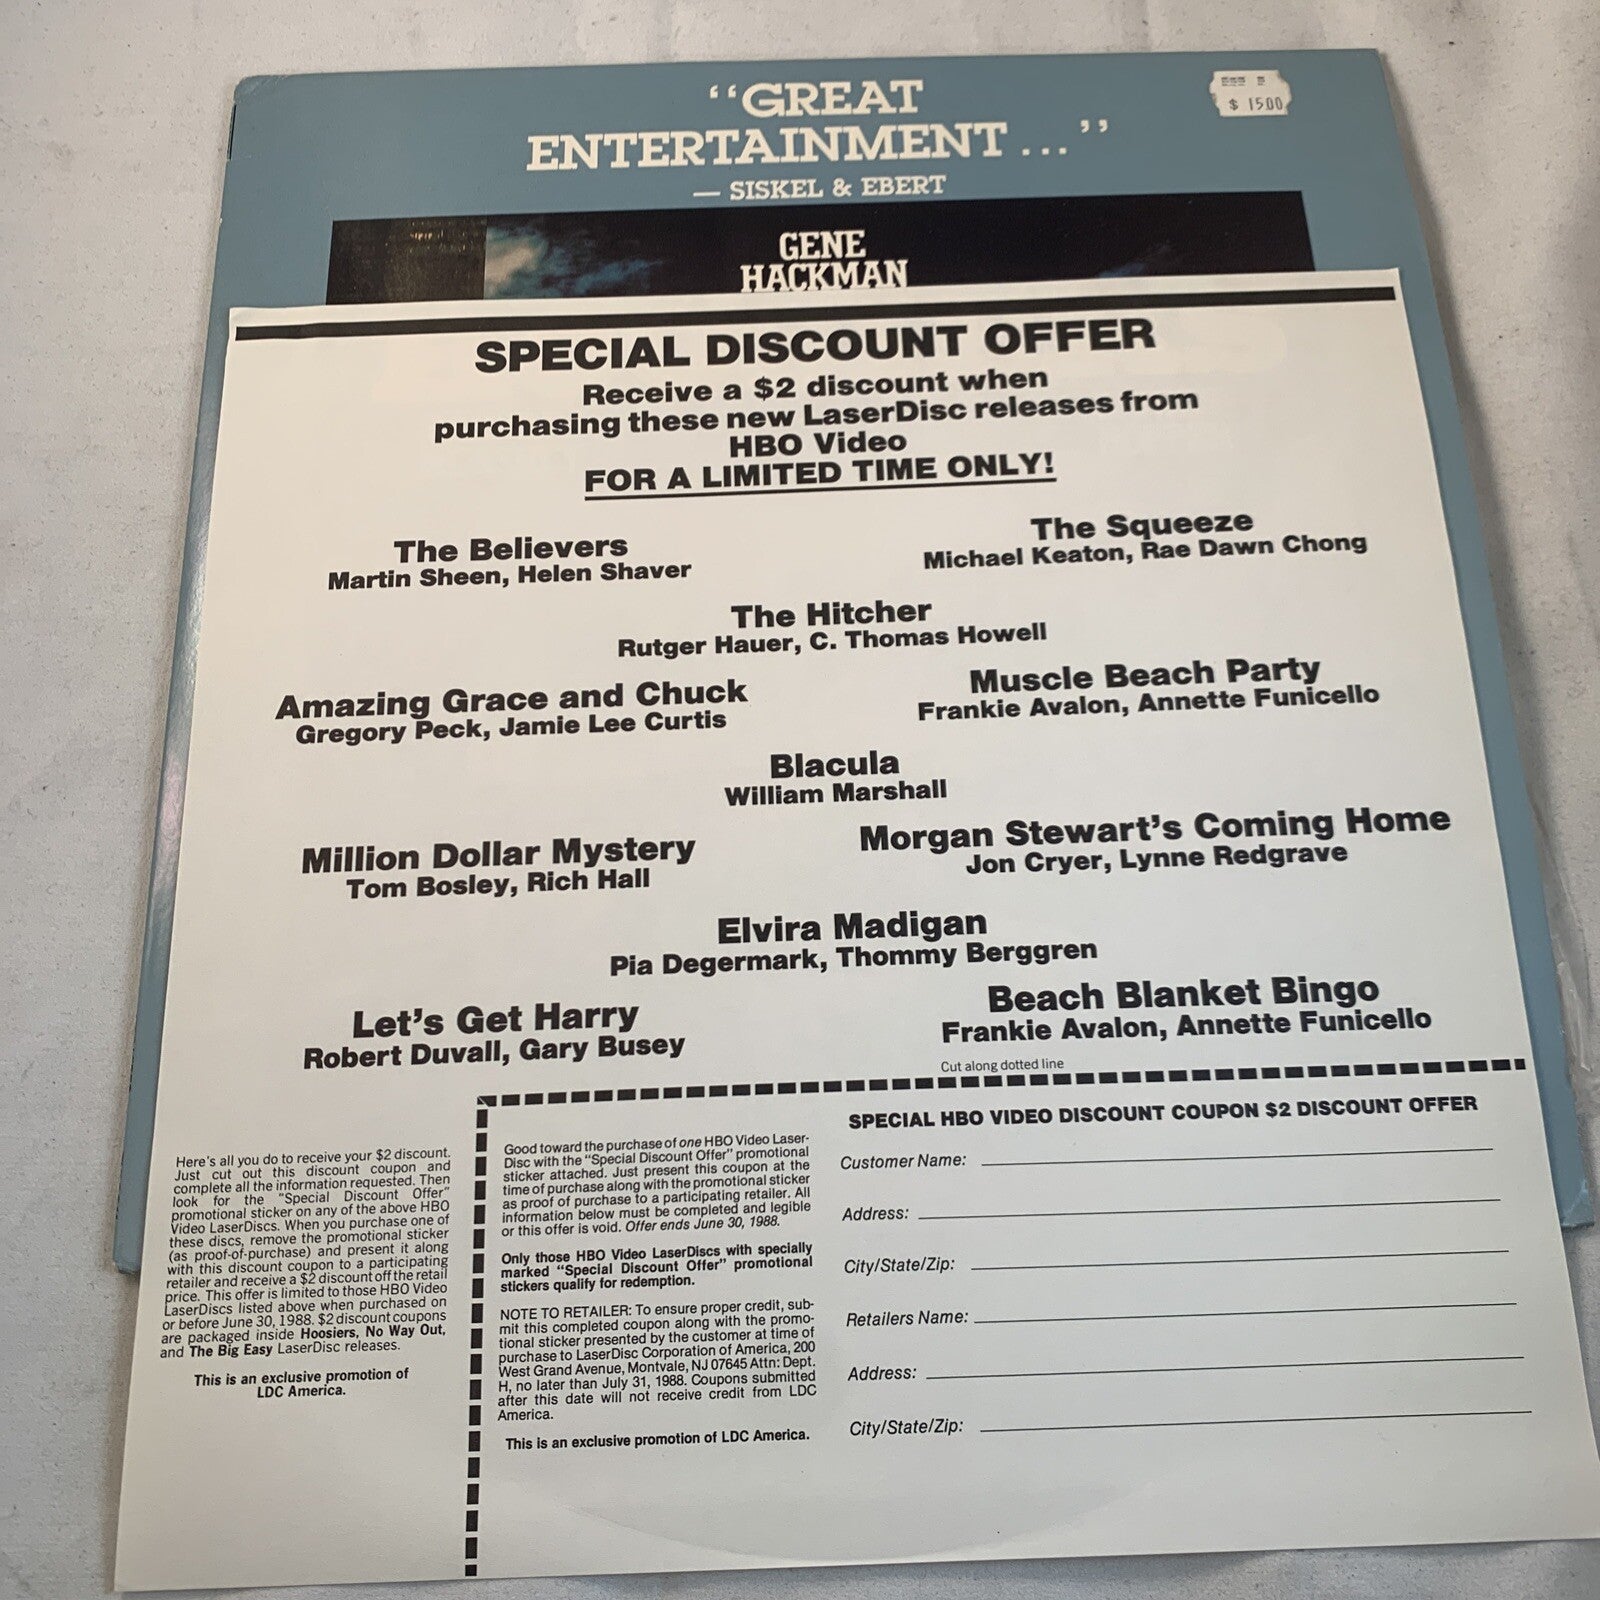 “GREAT
ENTERTAINMENT...”
— SISKEL & EBERT
$ 1500
GENE
HACKMAN
SPECIAL DISCOUNT OFFER
Receive a $2 discount when
purchasing these new LaserDisc releases from
HBO Video
FOR A LIMITED TIME ONLY!
The Believers
Martin Sheen, Helen Shaver
The Squeeze
Michael Keaton, Rae Dawn Chong
The Hitcher
Rutger Hauer, C. Thomas Howell
Amazing Grace and Chuck
Gregory Peck, Jamie Lee Curtis
Muscle Beach Party
Frankie Avalon, Annette Funicello
Blacula
William Marshall
Million Dollar Mystery
Tom Bosley, Rich Hall
Morgan Stewart's Coming Home
Jon Cryer, Lynne Redgrave
Elvira Madigan
Pia Degermark, Thommy Berggren
Let's Get Harry
Robert Duvall, Gary Busey
Beach Blanket Bingo
Frankie Avalon, Annette Funicello
Cut along dotted line
Here's all you do to receive your $2 discount.
Just cut out this discount coupon and
complete all the information requested. Then
look for the "Special Discount Offer"
promotional sticker on any of the above HBO
Video LaserDiscs. When you purchase one of
these discs, remove the promotional sticker
(as proof-of-purchase) and present it along
with this discount coupon to a participating
retailer and receive a $2 discount off the retail
price. This offer is limited to those HBO Video
LaserDiscs listed above when purchased on
or before June 30, 1988. $2 discount coupons
are packaged inside Hoosiers, No Way Out,
and The Big Easy LaserDisc releases.
This is an exclusive promotion of
LDC America.
Good toward the purchase of one HBO Video Laser-
Disc with the "Special Discount Offer" promotional
sticker attached. Just present this coupon at the
time of purchase along with the promotional sticker
as proof of purchase to a participating retailer. All
information below must be completed and legible
or this offer is void. Offer ends June 30, 1988.
Only those HBO Video LaserDiscs with specially
marked "Special Discount Offer" promotional
stickers qualify for redemption.
NOTE TO RETAILER: To ensure proper credit, sub-
mit this completed coupon along with the promo-
tional sticker presented by the customer at time of
purchase to LaserDisc Corporation of America, 200
West Grand Avenue, Montvale, NJ 07645 Attn: Dept.
H, no later than July 31, 1988. Coupons submitted
after this date will not receive credit from LDC
America.
This is an exclusive promotion of LDC America.
SPECIAL HBO VIDEO DISCOUNT COUPON $2 DISCOUNT OFFER
Customer Name:
Address:
City/State/Zip:
Retailers Name:
Address:
City/State/Zip: